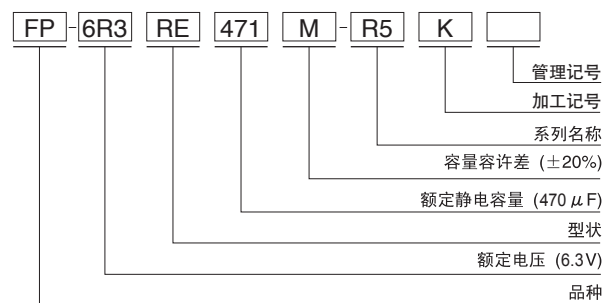 FP-6R3 RE 471 M-R5 K
管理记号
加工记号
系列名称
容量容许差 (±20%)
额定静电容量 (470 μF)
型状
额定电压 (6.3V)
品种